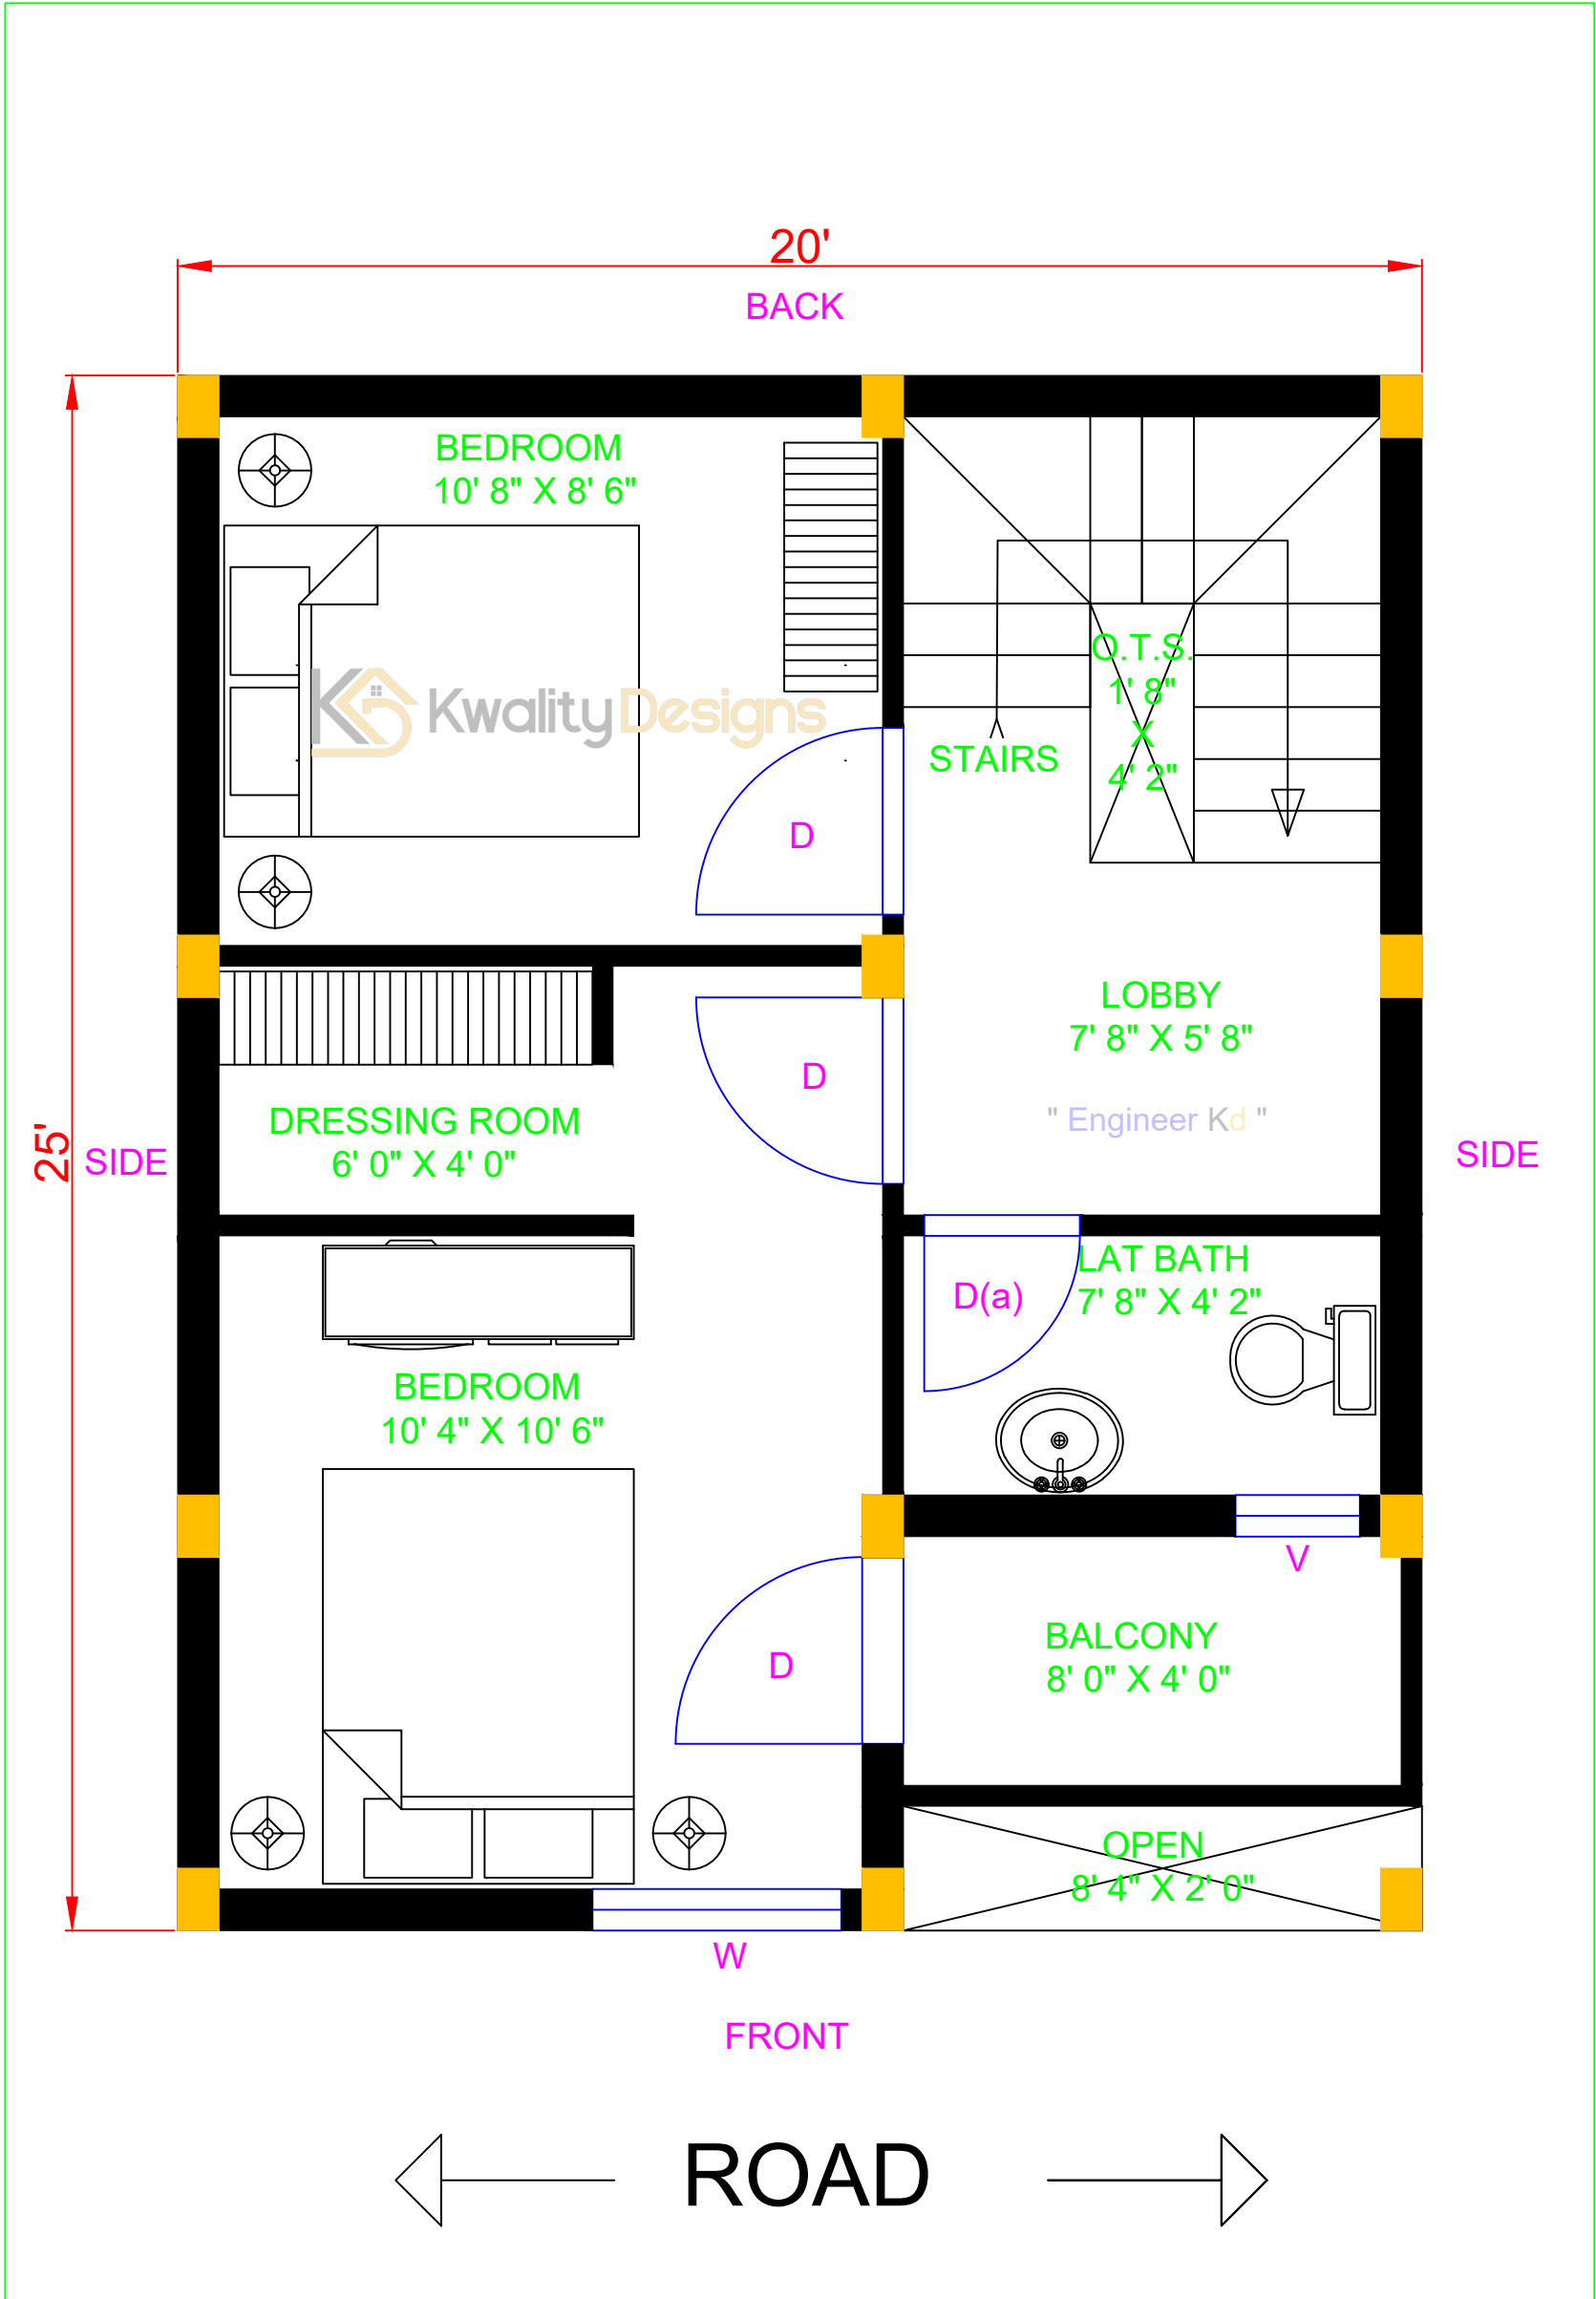 20'
BACK
BEDROOM
10' 8" X 8' 6"
O.T.S.
1' 8"
X
4' 2"
STAIRS
Kwality Designs
D
LOBBY
7' 8" X 5' 8"
D
DRESSING ROOM
6' 0" X 4' 0"
" Engineer Kd "
25'
SIDE
SIDE
LAT BATH
7' 8" X 4' 2"
D(a)
BEDROOM
10' 4" X 10' 6"
V
BALCONY
8' 0" X 4' 0"
D
OPEN
8' 4" X 2' 0"
W
FRONT
ROAD